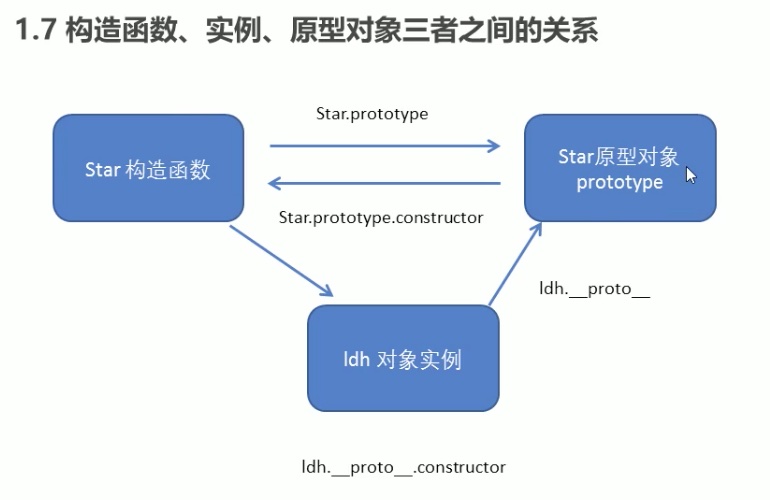 1.7 构造函数、实例、原型对象三者之间的关系
Star.prototype
Star 构造函数
Star原型对象
prototype
Star.prototype.constructor
ldh.__proto__
ldh 对象实例
ldh.__proto__.constructor